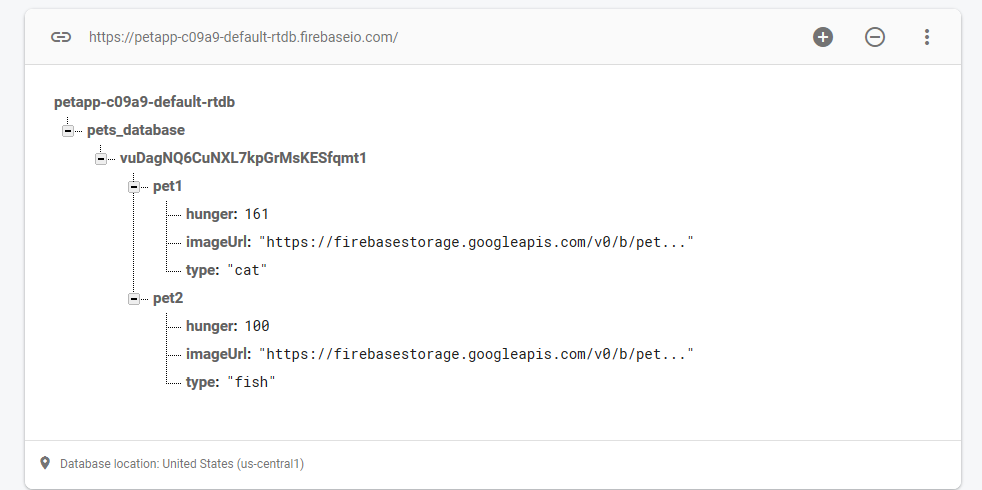 https://petapp-c09a9-default-rtdb.firebaseio.com/
petapp-c09a9-default-rtdb
pets_database
vuDagNQ6CuNXL7kpGrMsKESfqmt1
pet1
hunger: 161
imageUrl: "https://firebasestorage.googleapis.com/v0/b/pet..."
type: "cat"
pet2
hunger: 100
imageUrl: "https://firebasestorage.googleapis.com/v0/b/pet..."
type: "fish"
Database location: United States (us-central1)